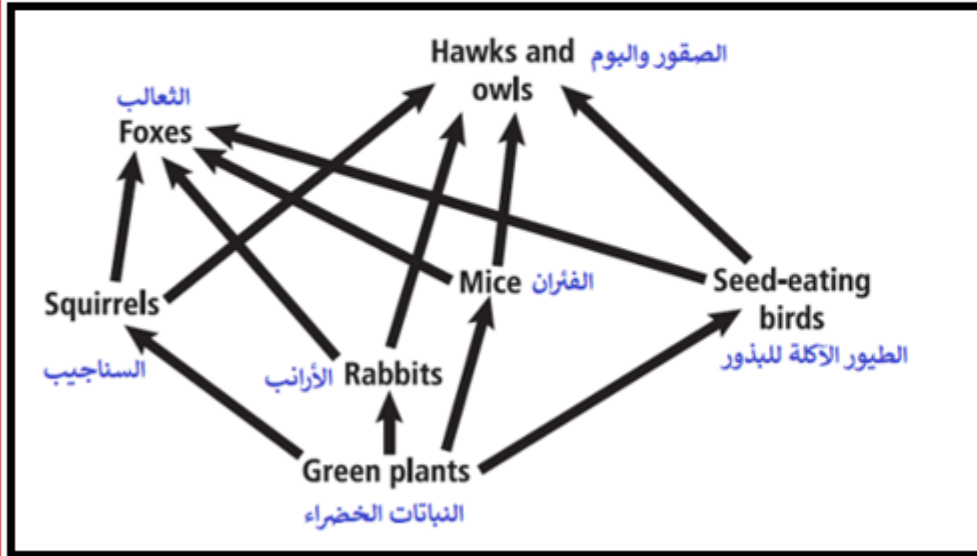 Hawks and الصقور والبوم
owls
الثعالب
Foxes
Mice الفئران
Seed-eating
birds
الطيور الآكلة للبذور
Squirrels
السناجيب
الأرانب Rabbits
Green plants
النباتات الخضراء